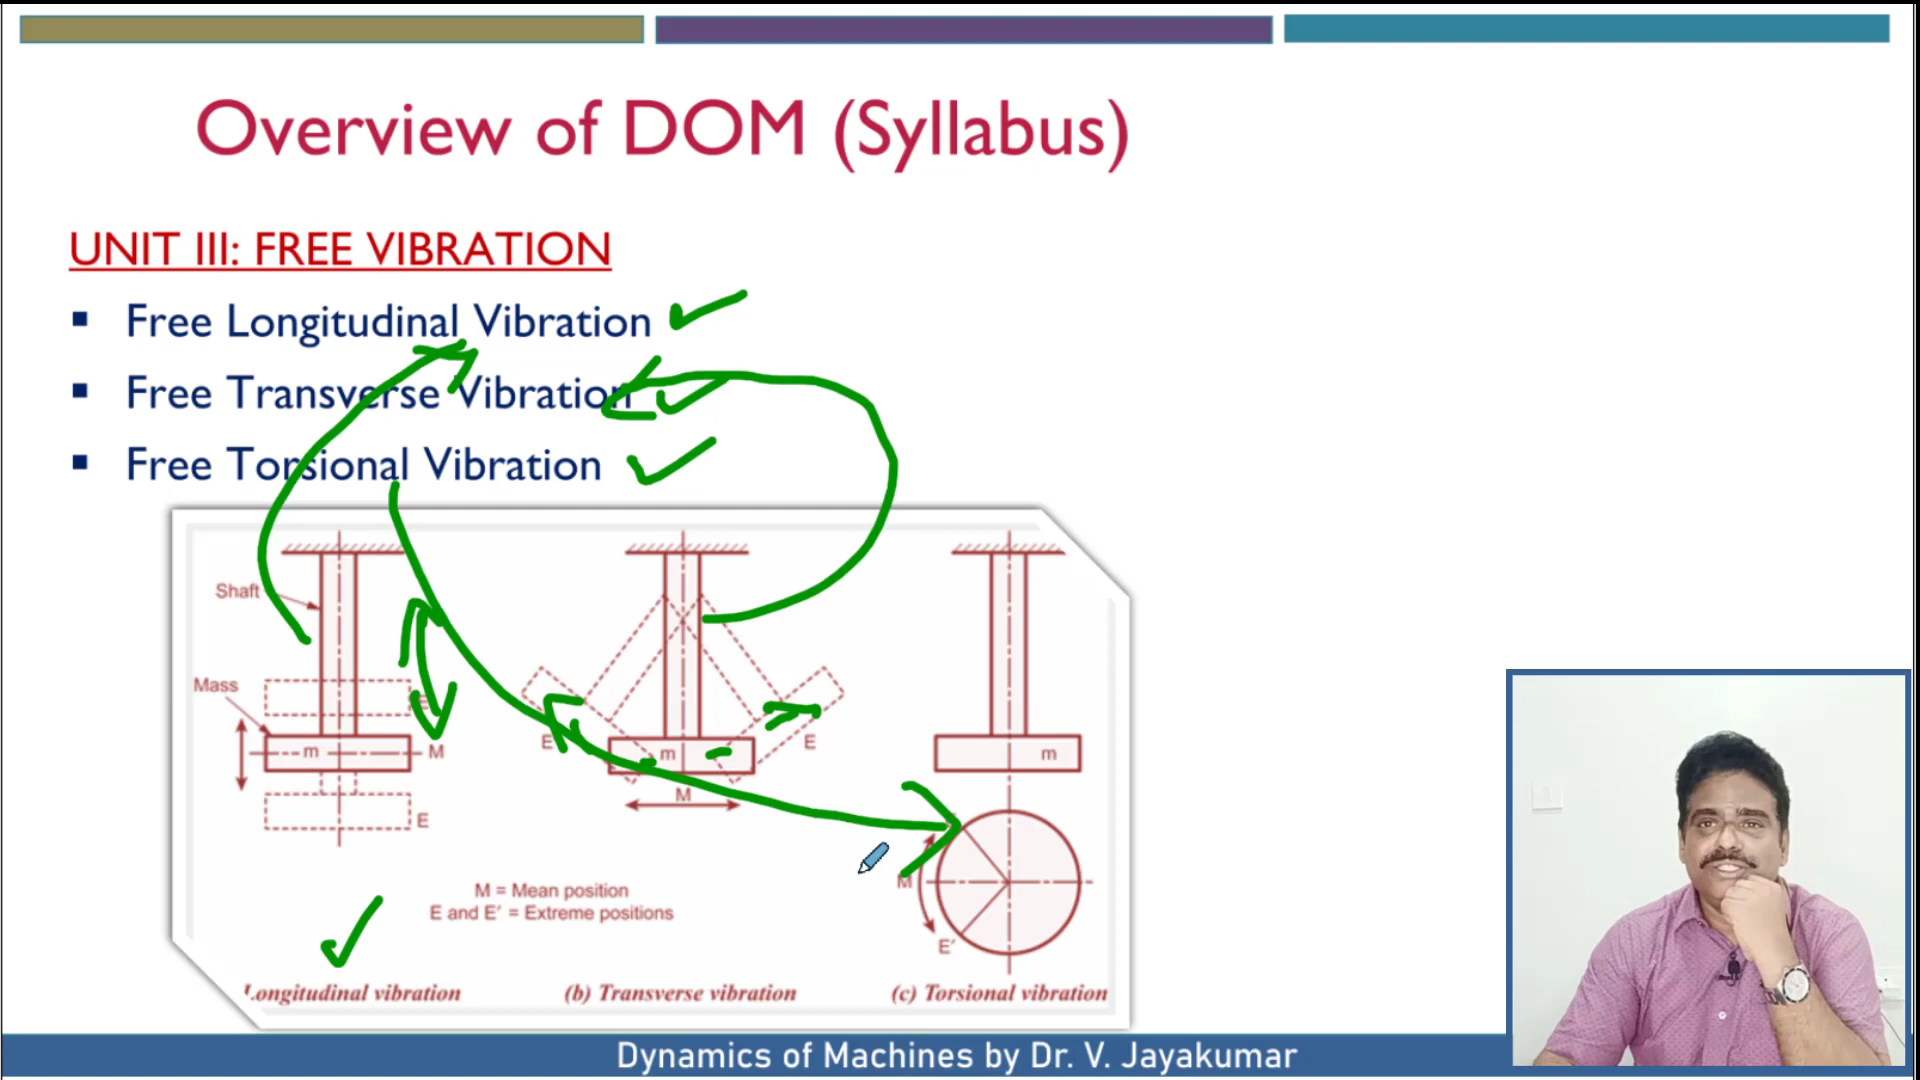 Overview of DOM (Syllabus)
UNIT III: FREE VIBRATION
▪ Free Longitudinal Vibration
▪ Free Transverse Vibration
▪ Free Torsional Vibration
Shaft
Mass
E
m
M
E
E
m
E
M
m
M
E′
M = Mean position
E and E′ = Extreme positions
Longitudinal vibration
(b) Transverse vibration
(c) Torsional vibration
Dynamics of Machines by Dr. V. Jayakumar